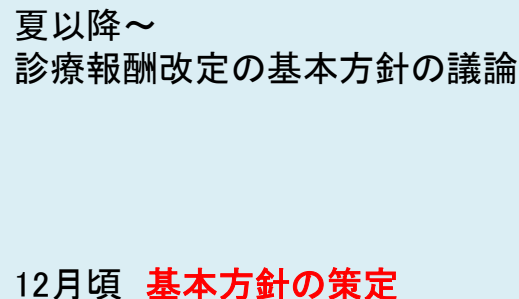 夏以降～
診療報酬改定の基本方針の議論
12月頃　基本方針の策定